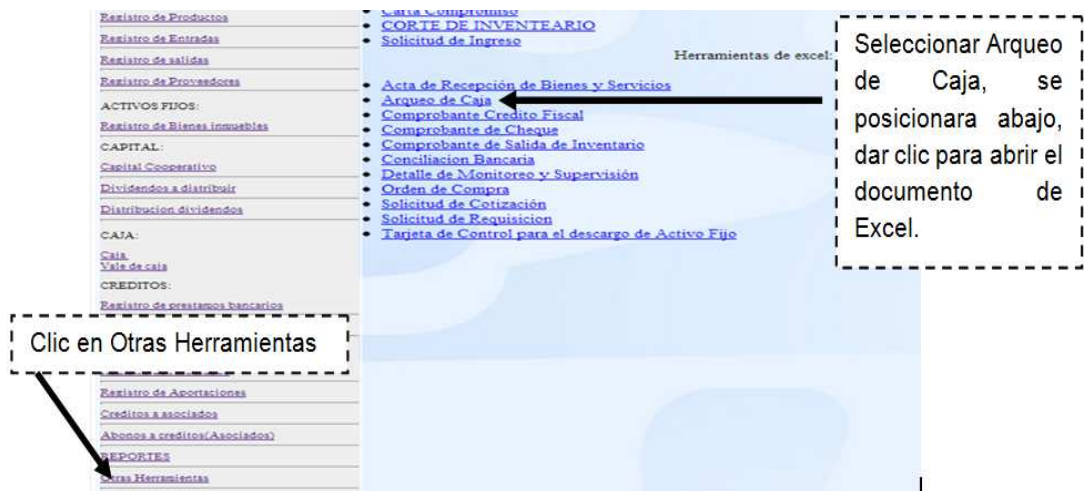 Registro de Productos
Registro de Entradas
Registro de salidas
Registro de Proveedores
ACTIVOS FIJOS:
Registro de Bienes inmuebles
CAPITAL:
Capital Cooperativo
Dividendos a distribuir
Distribucion dividendos
CAJA:
Caja
Vale de caja
CREDITOS:
Registro de prestamos bancarios
Clic en Otras Herramientas
Registro de Aportaciones
Creditos a asociados
Abonos a creditos(Asociados)
REPORTES
Otras Herramientas
Carta Compromiso
CORTE DE INVENTEARIO
Solicitud de Ingreso
Herramientas de excel:
Acta de Recepción de Bienes y Servicios
Arqueo de Caja
Comprobante Credito Fiscal
Comprobante de Cheque
Comprobante de Salida de Inventario
Conciliacion Bancaria
Detalle de Monitoreo y Supervisión
Orden de Compra
Solicitud de Cotización
Solicitud de Requisicion
Tarjeta de Control para el descargo de Activo Fijo
Seleccionar Arqueo
de Caja, se
posicionara abajo,
dar clic para abrir el
documento de
Excel.